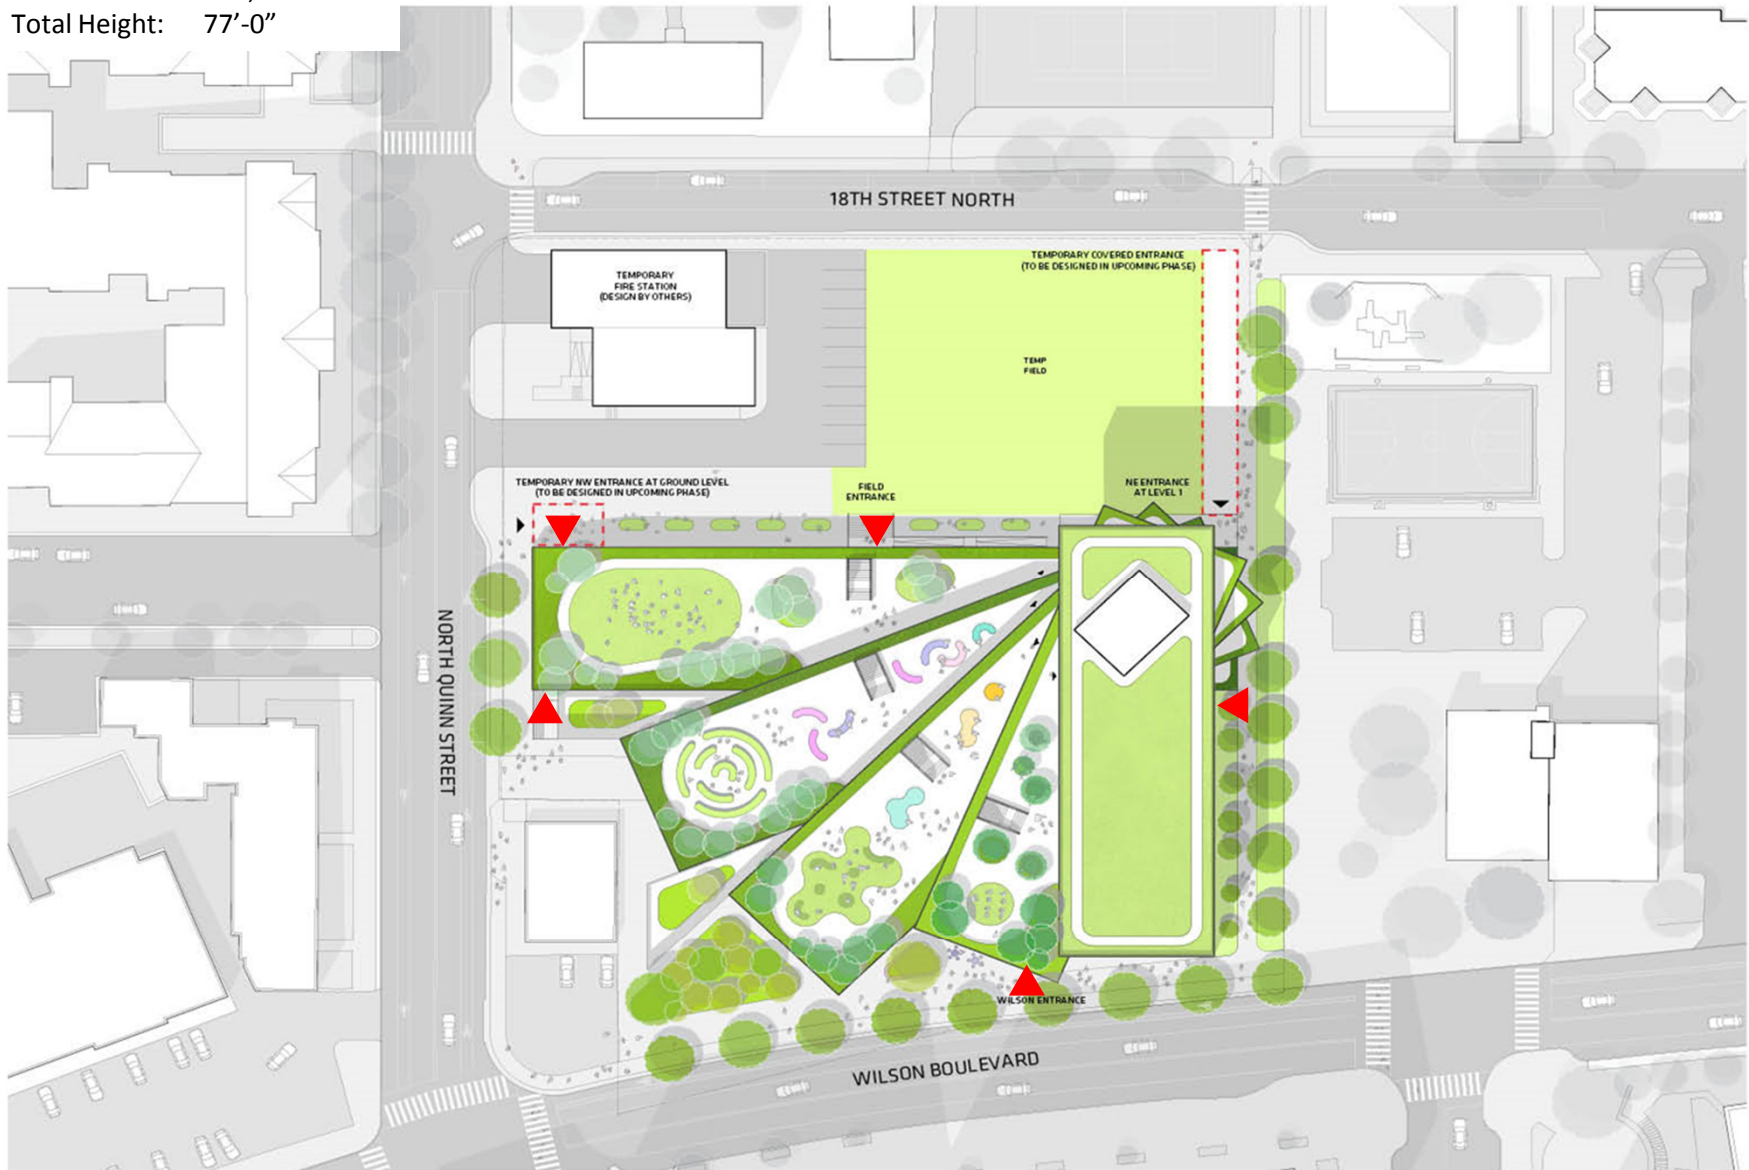 Total Height: 77’-0”
18TH STREET NORTH
TEMPORARY COVERED ENTRANCE
(TO BE DESIGNED IN UPCOMING PHASE)
TEMPORARY
FIRE STATION
(DESIGN BY OTHERS)
TEMP
FIELD
TEMPORARY NW ENTRANCE AT GROUND LEVEL
(TO BE DESIGNED IN UPCOMING PHASE)
FIELD
ENTRANCE
NE ENTRANCE
AT LEVEL 1
NORTH QUINN STREET
WILSON ENTRANCE
WILSON BOULEVARD